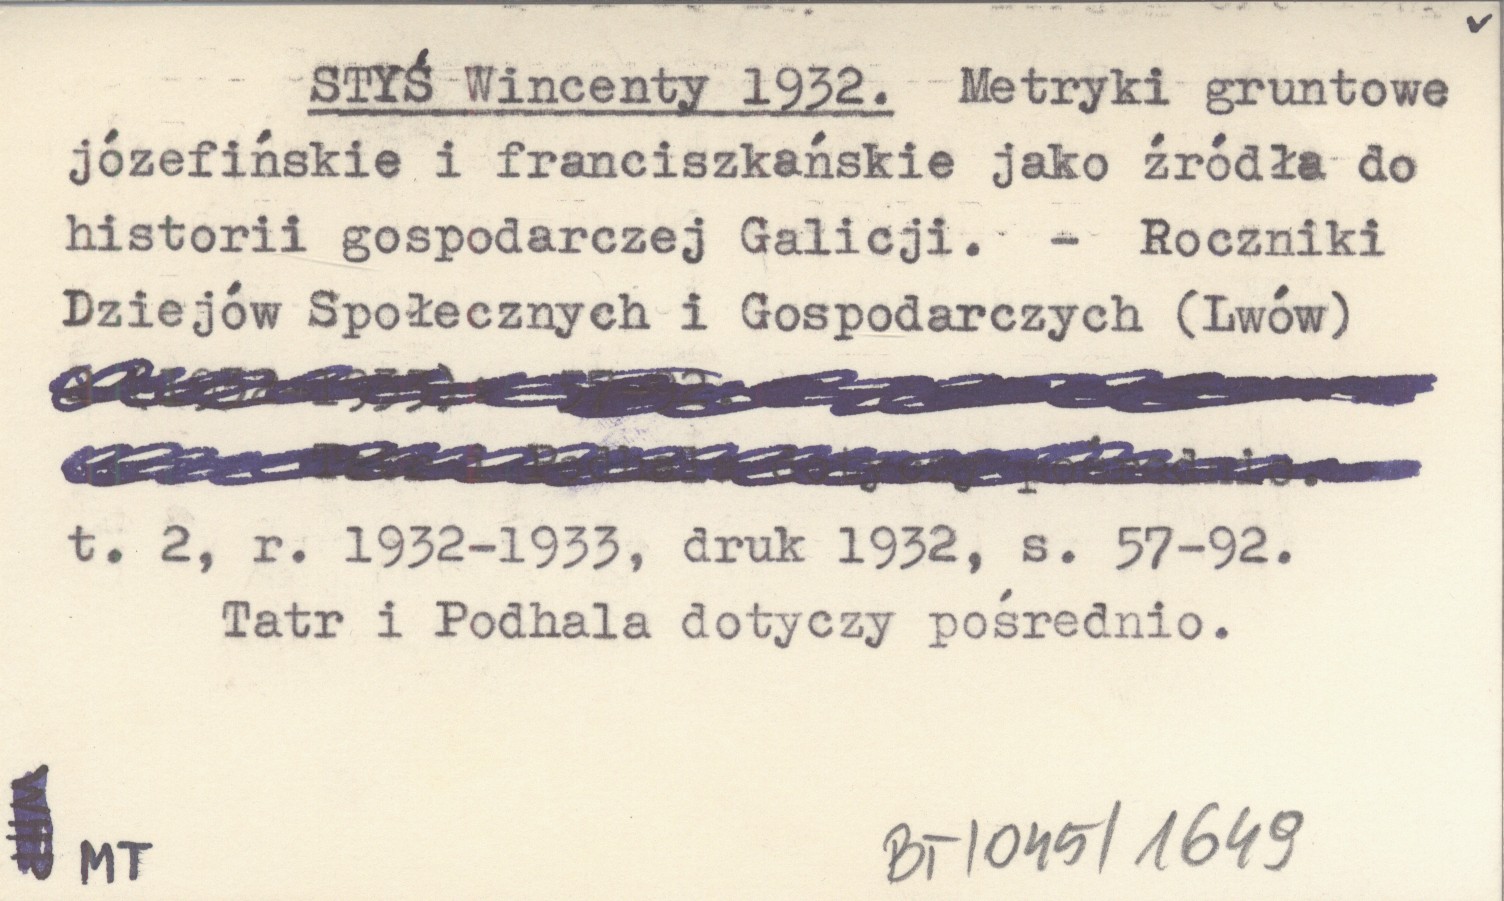 STYŚ Wincenty 1932. Metryki gruntowe
józefińskie i franciszkańskie jako źródła do
historii gospodarczej Galicji. - Roczniki
Dziejów Społecznych i Gospodarczych (Lwów)
t. 2, r. 1932-1933, druk 1932, s. 57-92.
Tatr i Podhala dotyczy pośrednio.
MT
BT/045/1649